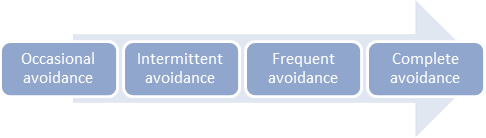 Occasional
avoidance
Intermittent
avoidance
Frequent
avoidance
Complete
avoidance